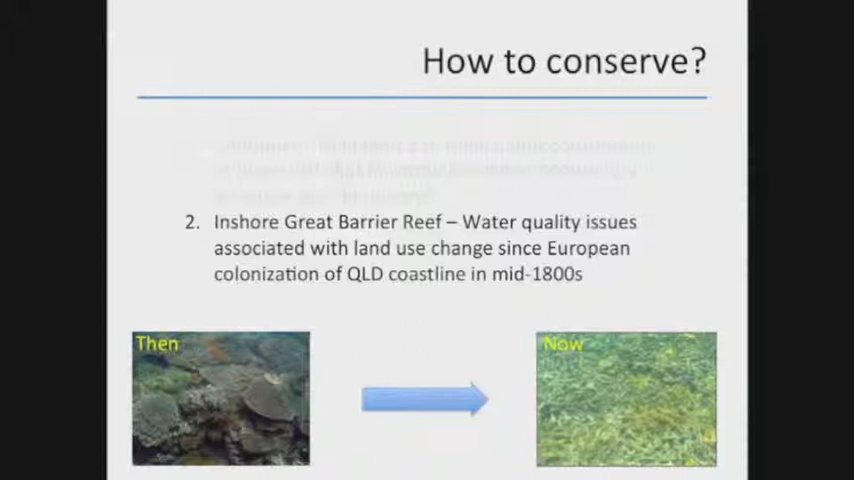 How to conserve?
2. Inshore Great Barrier Reef – Water quality issues
associated with land use change since European
colonization of QLD coastline in mid-1800s
Then
Now